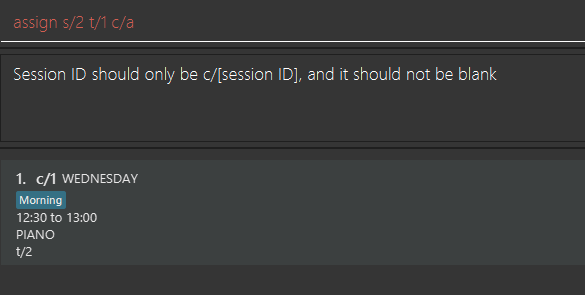 assign s/2 t/1 c/a
Session ID should only be c/[session ID], and it should not be blank
1. c/1 WEDNESDAY
Morning
12:30 to 13:00
PIANO
t/2